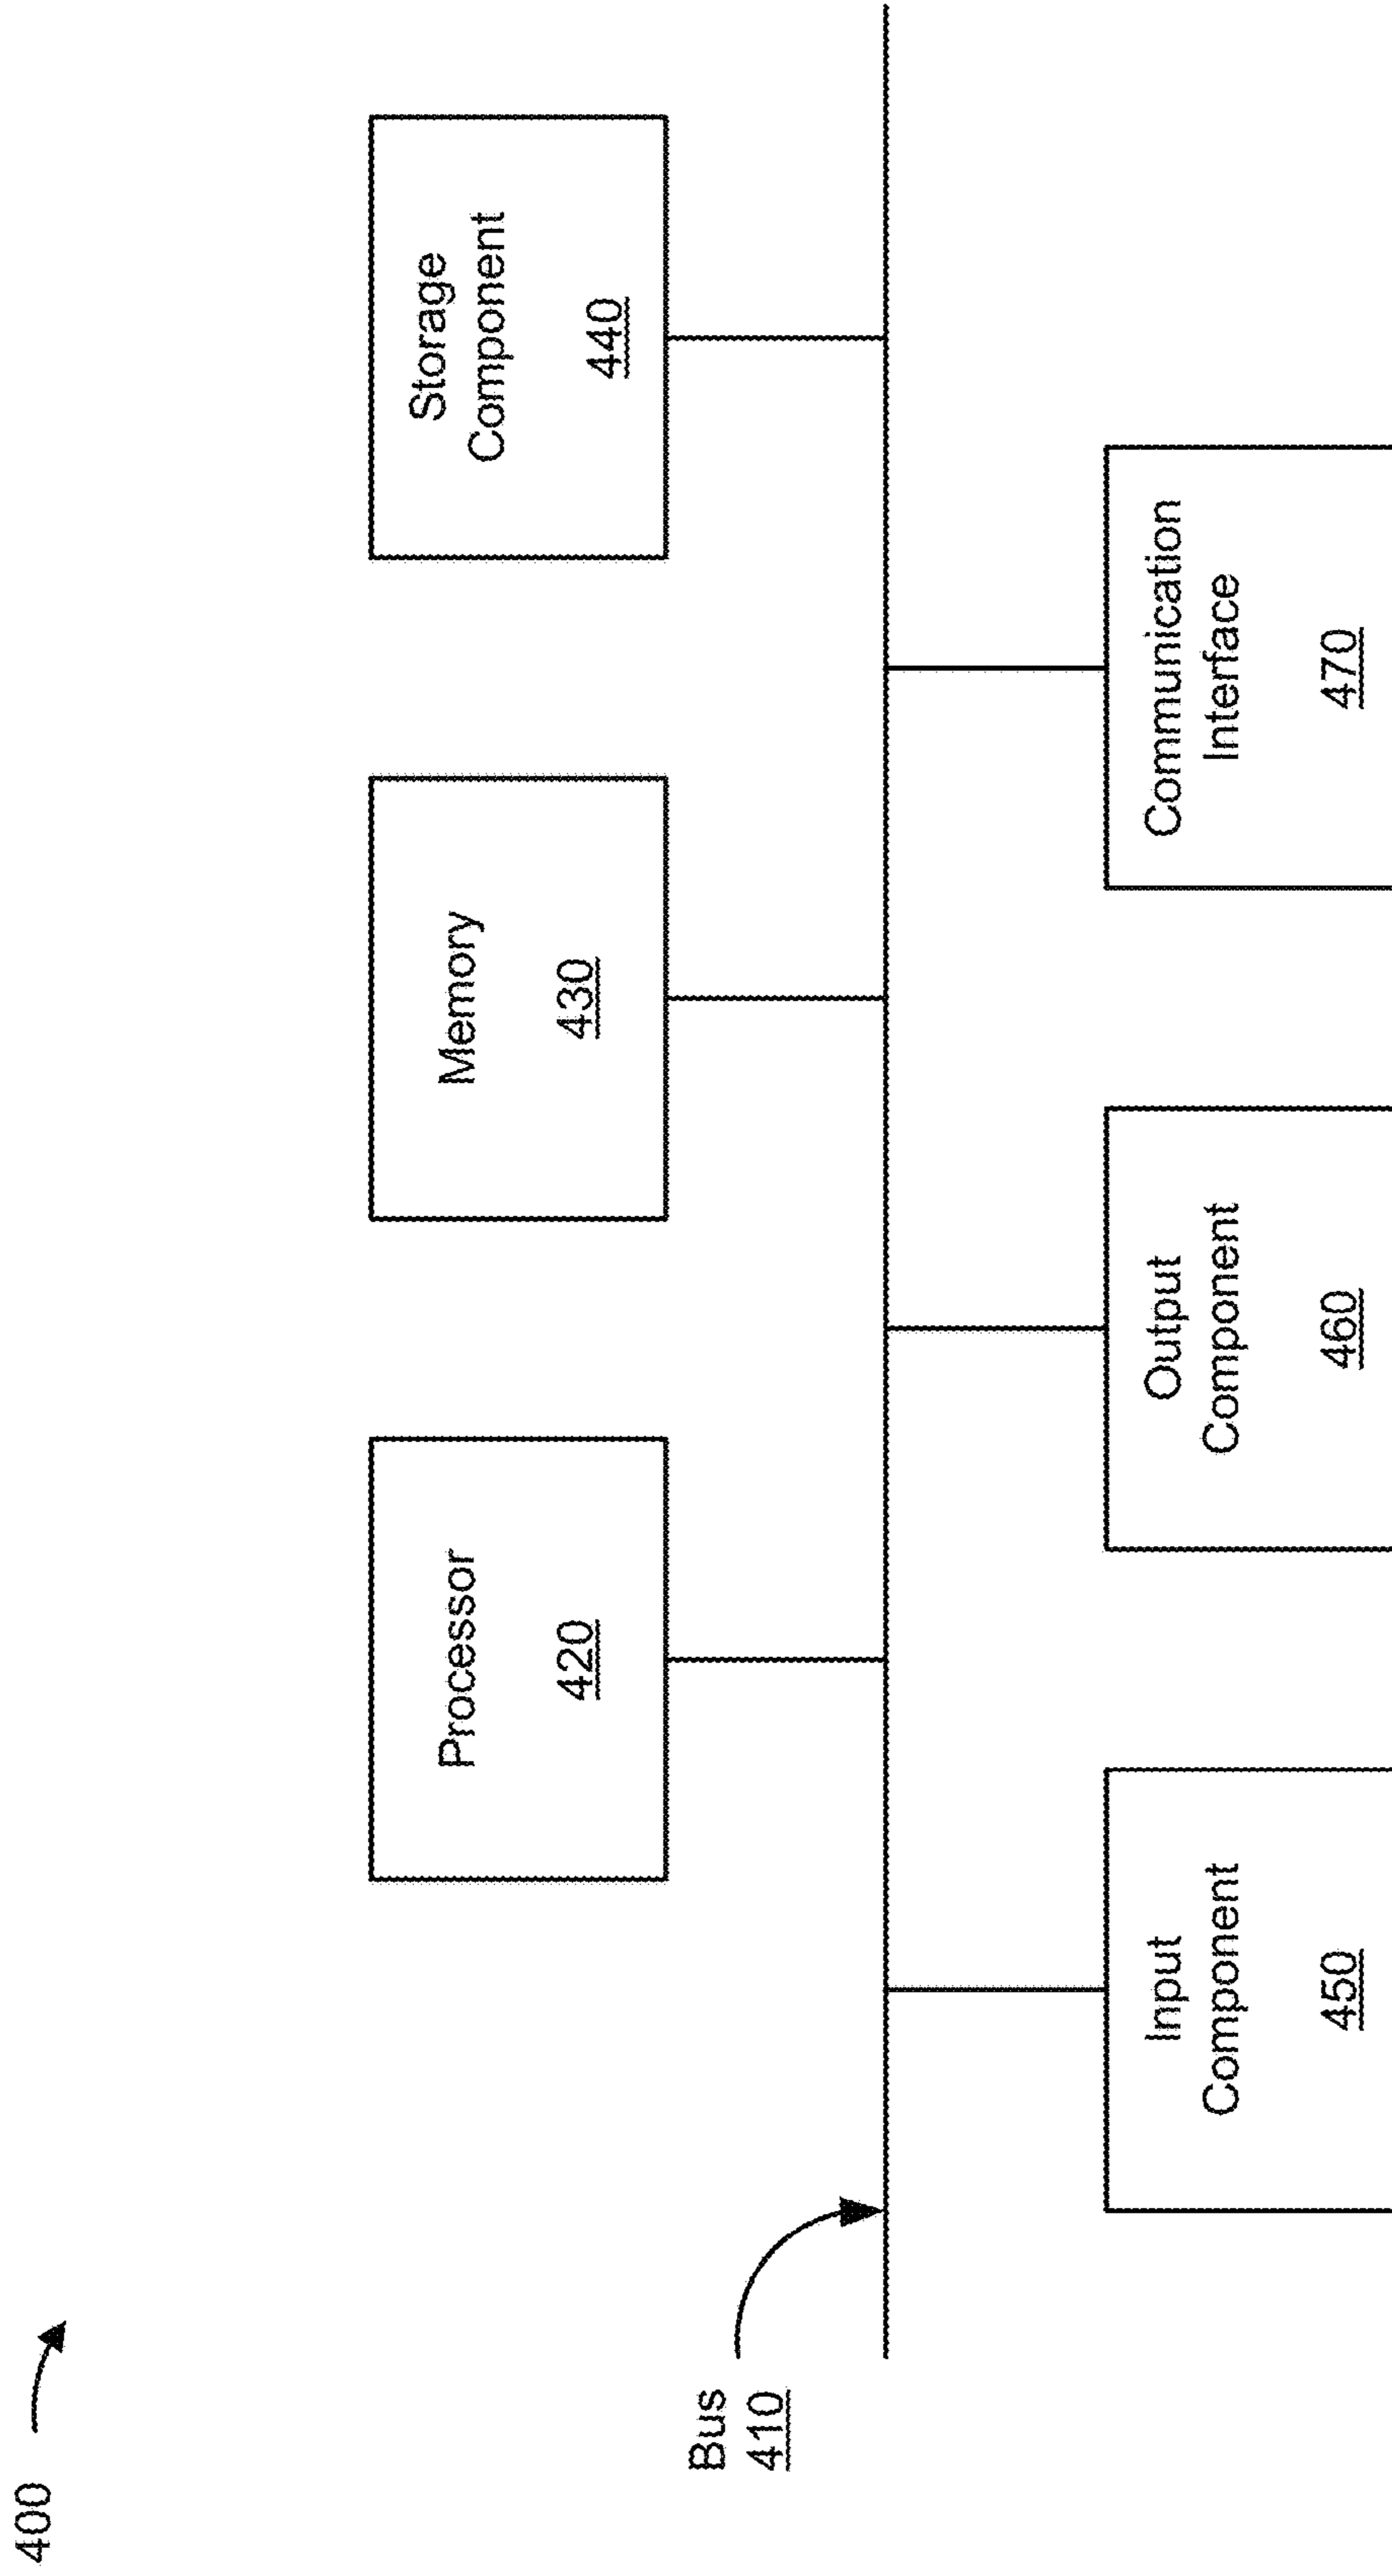 400
Processor
420
Memory
430
Storage
Component
440
Bus
410
Input
Component
450
Output
Component
460
Communication
Interface
470